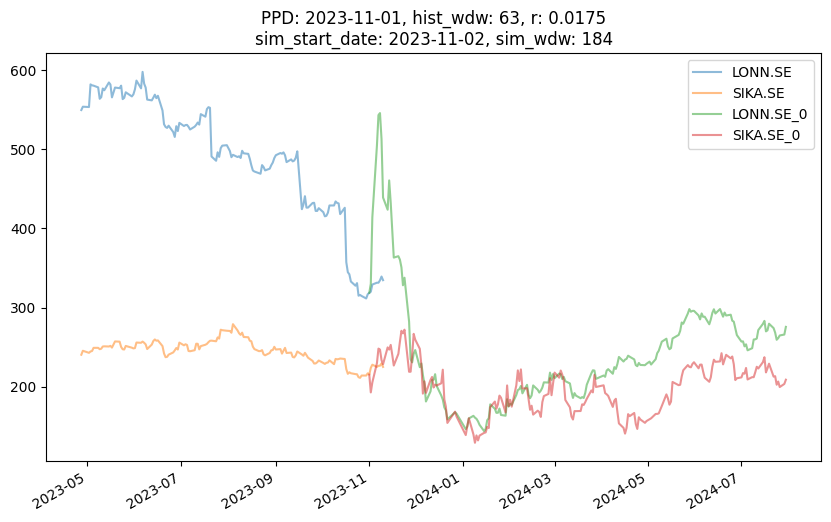 PPD: 2023-11-01, hist_wdw: 63, r: 0.0175
sim_start_date: 2023-11-02, sim_wdw: 184
LONN.SE
SIKA.SE
LONN.SE_0
SIKA.SE_0
600
500
400
300
200
2023-05
2023-07
2023-09
2023-11
2024-01
2024-03
2024-05
2024-07